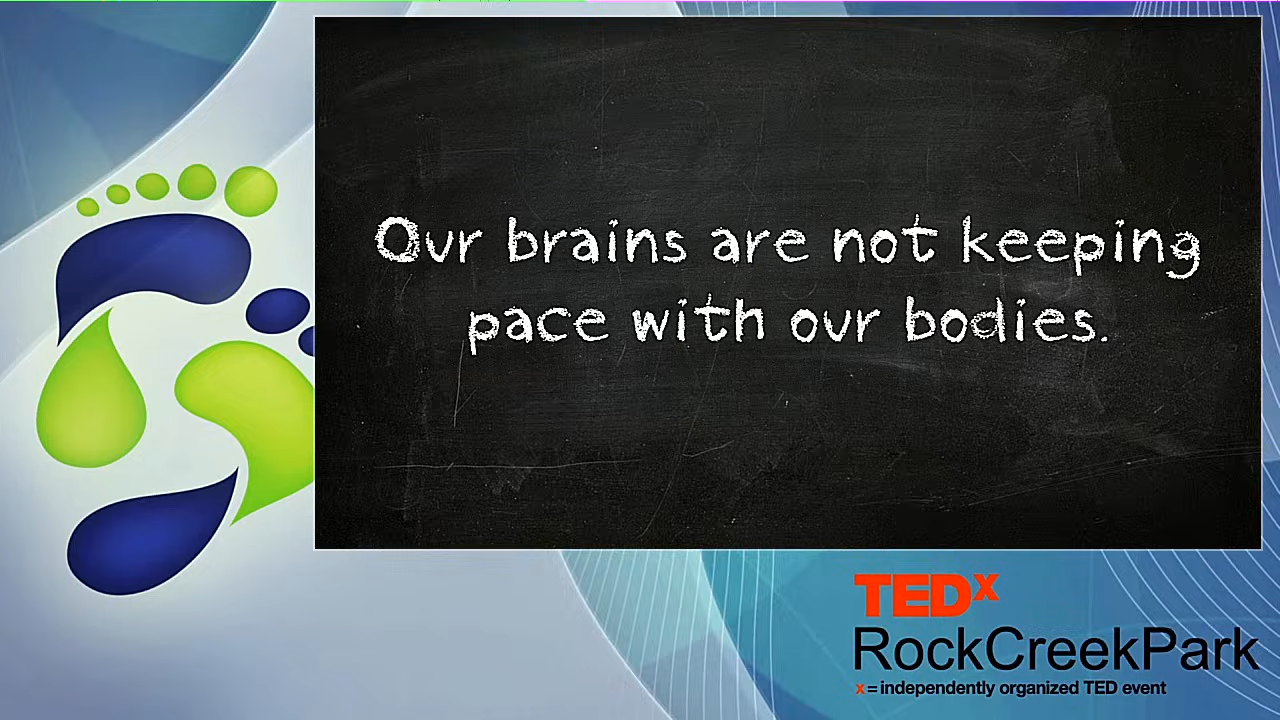 Our brains are not keeping
pace with our bodies.
TEDx
RockCreekPark
x=independently organized TED event